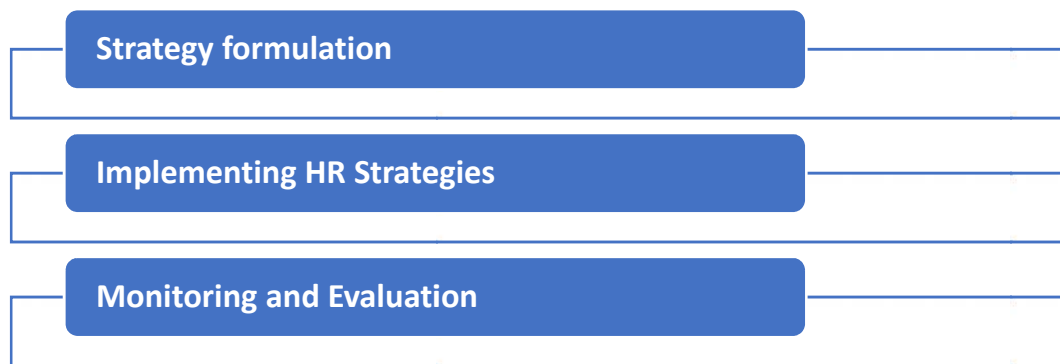 Strategy formulation
Implementing HR Strategies
Monitoring and Evaluation